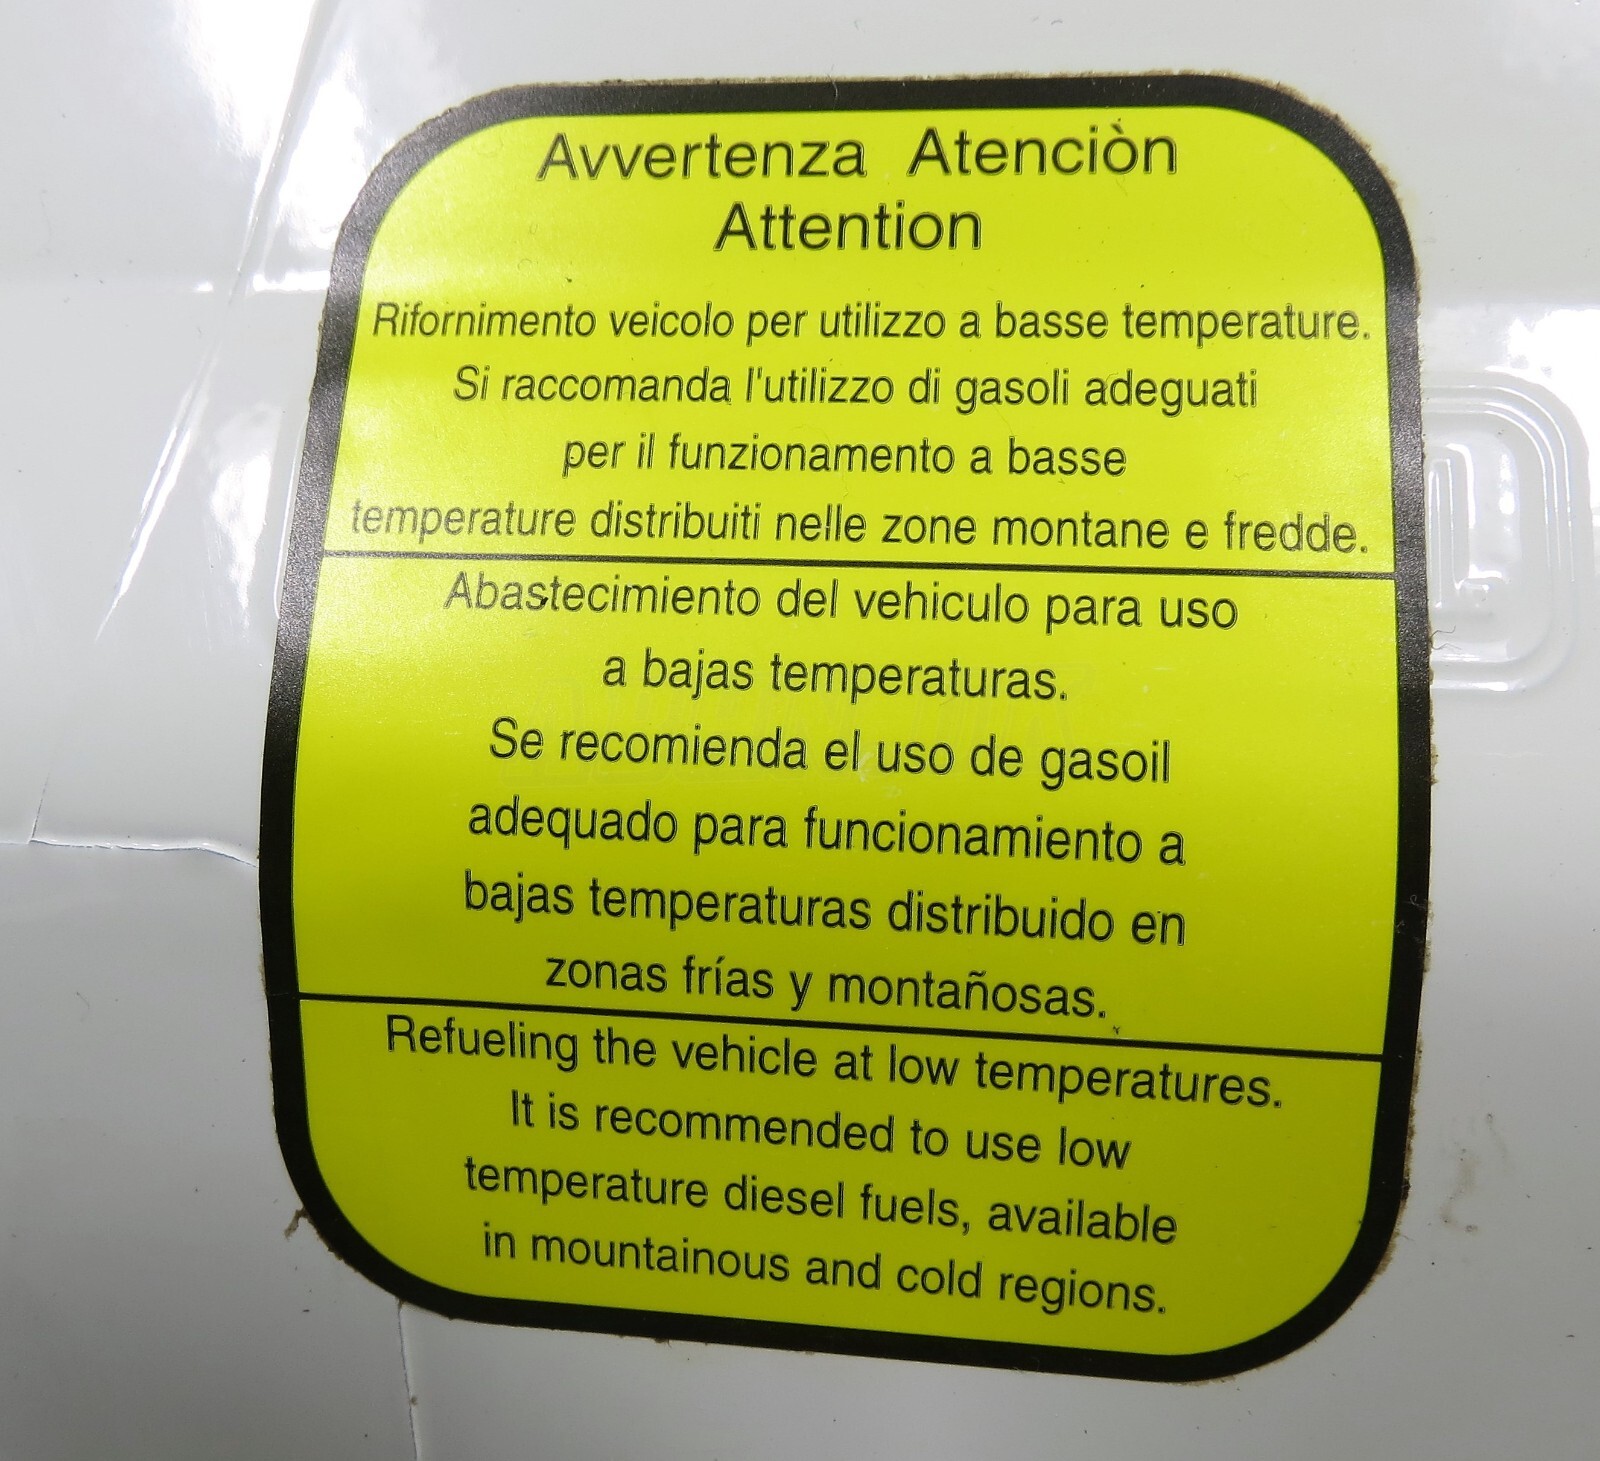 Avvertenza Atenciòn
Attention
Rifornimento veicolo per utilizzo a basse temperature.
Si raccomanda l'utilizzo di gasoli adeguati
per il funzionamento a basse
temperature distribuiti nelle zone montane e fredde.
Abastecimiento del vehiculo para uso
a bajas temperaturas.
Se recomienda el uso de gasoil
adequado para funcionamiento a
bajas temperaturas distribuido en
zonas frías y montañosas.
Refueling the vehicle at low temperatures.
It is recommended to use low
temperature diesel fuels, available
in mountainous and cold regions.